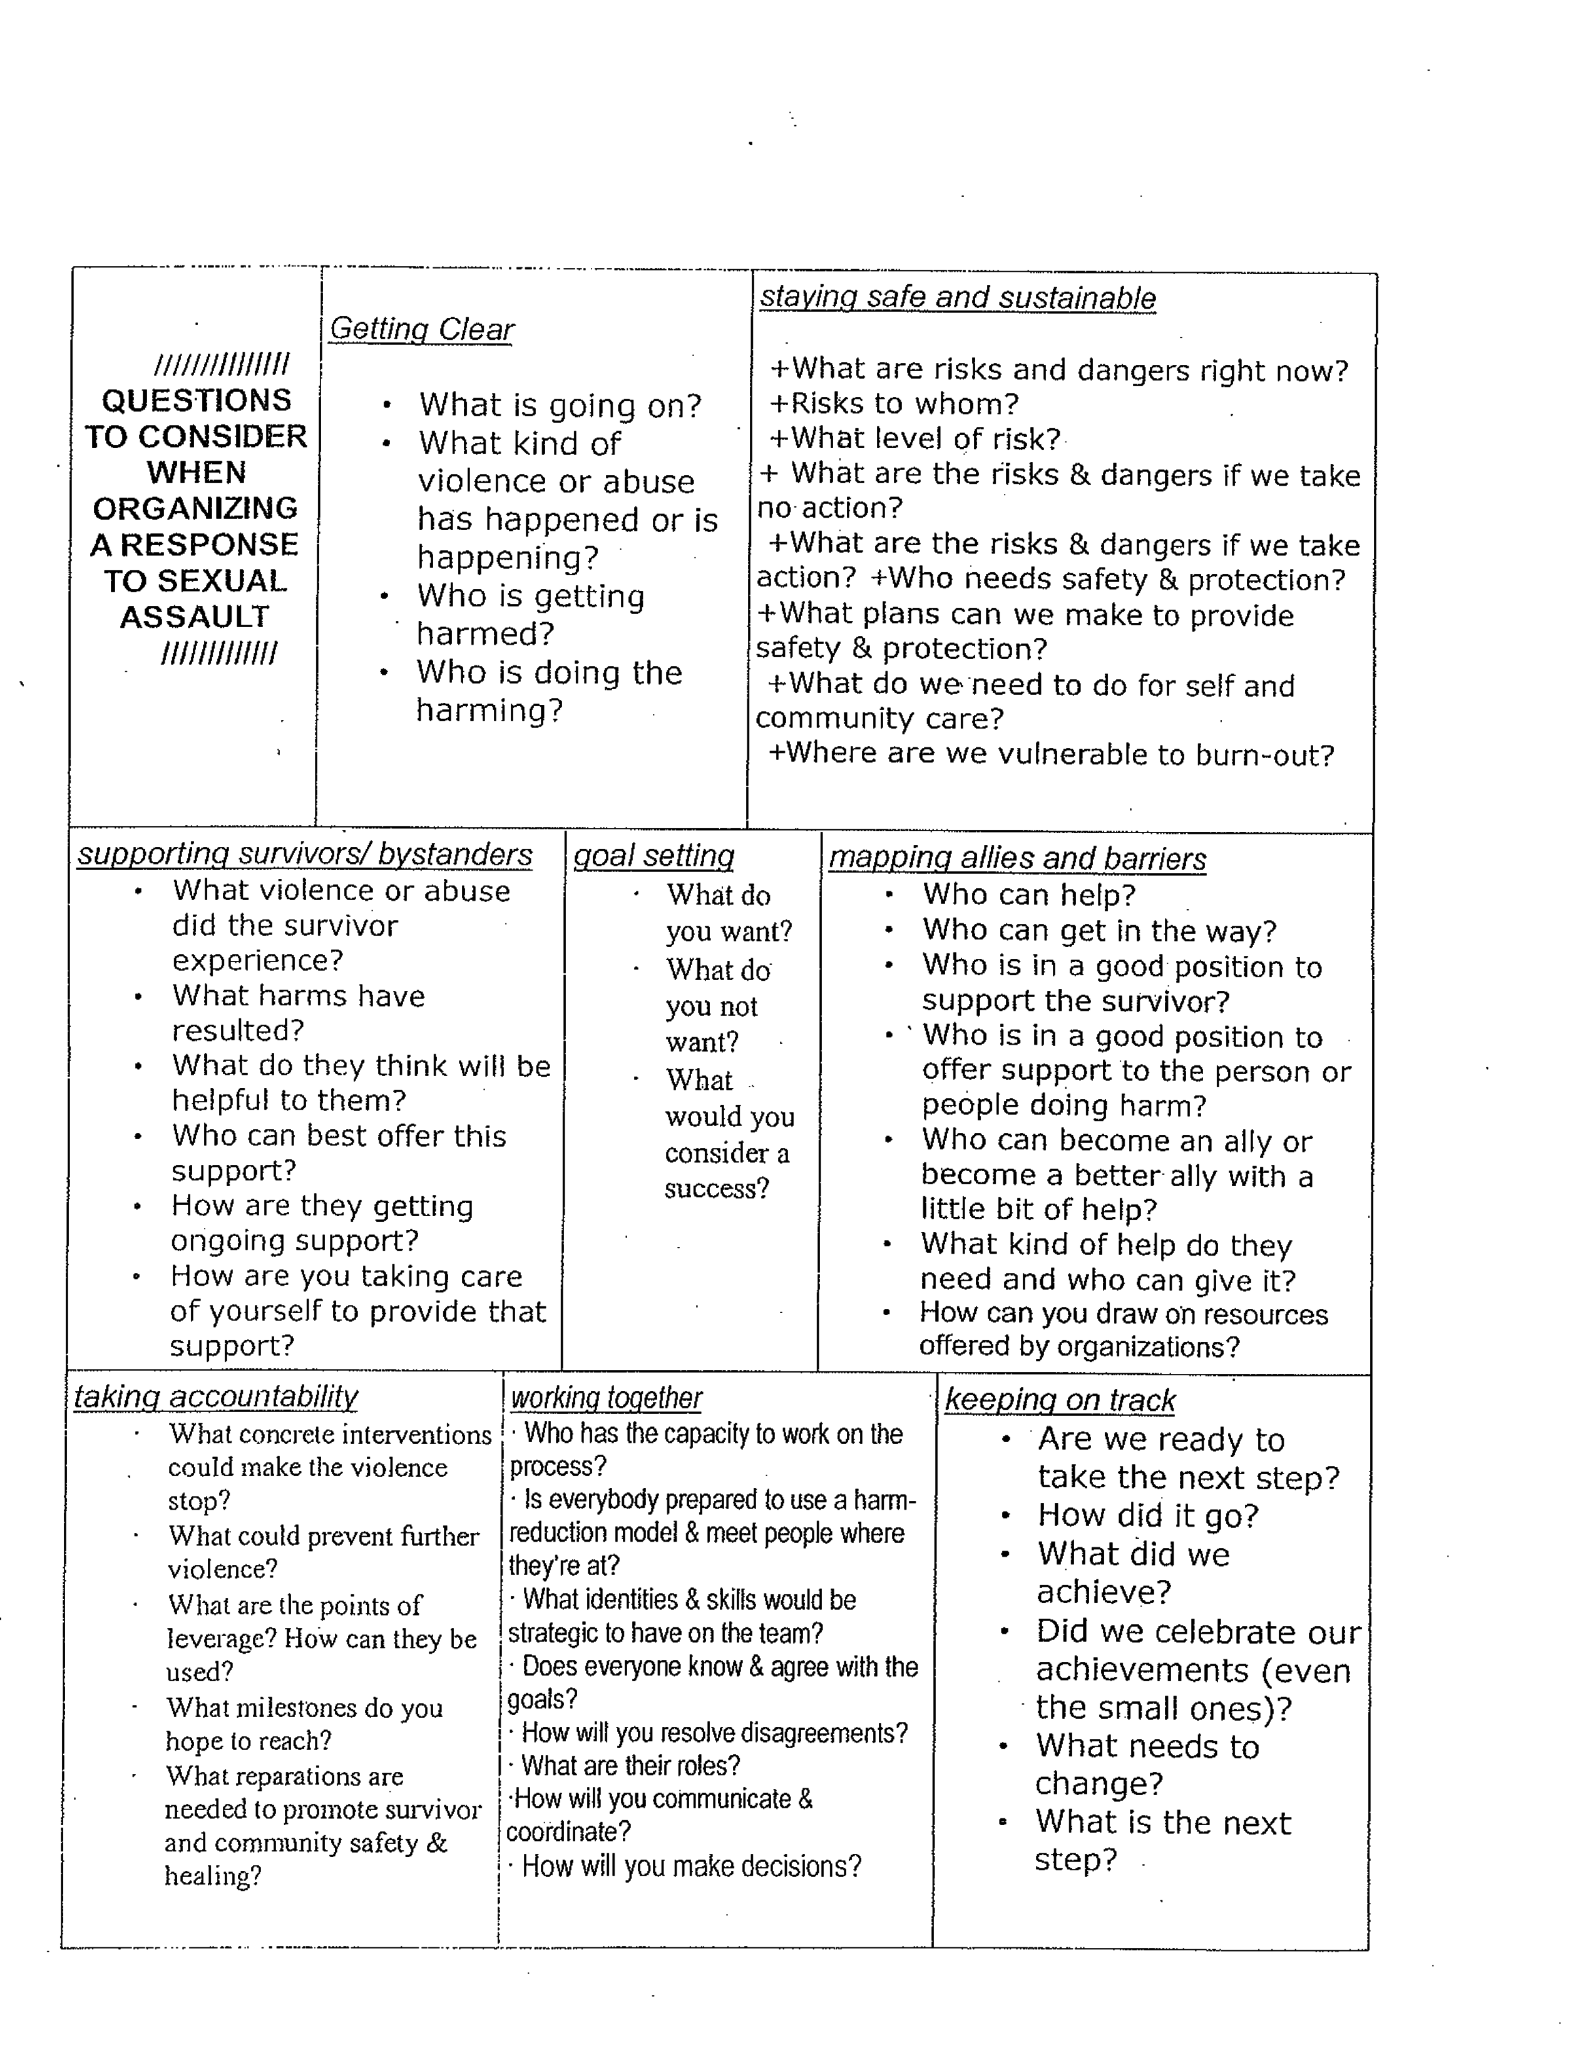 ///////////////
QUESTIONS
TO CONSIDER
WHEN
ORGANIZING
A RESPONSE
TO SEXUAL
ASSAULT
/////////////
Getting Clear
• What is going on?
• What kind of
violence or abuse
has happened or is
happening?
• Who is getting
harmed?
• Who is doing the
harming?
staying safe and sustainable
+What are risks and dangers right now?
+Risks to whom?
+What level of risk?
+ What are the risks & dangers if we take
no action?
+What are the risks & dangers if we take
action? +Who needs safety & protection?
+What plans can we make to provide
safety & protection?
+What do we need to do for self and
community care?
+Where are we vulnerable to burn-out?
supporting survivors/ bystanders
• What violence or abuse
did the survivor
experience?
• What harms have
resulted?
• What do they think will be
helpful to them?
• Who can best offer this
support?
• How are they getting
ongoing support?
• How are you taking care
of yourself to provide that
support?
goal setting
· What do
you want?
· What do
you not
want?
· What
would you
consider a
success?
mapping allies and barriers
• Who can help?
• Who can get in the way?
• Who is in a good position to
support the survivor?
• Who is in a good position to
offer support to the person or
people doing harm?
• Who can become an ally or
become a better ally with a
little bit of help?
• What kind of help do they
need and who can give it?
• How can you draw on resources
offered by organizations?
taking accountability
· What concrete interventions
could make the violence
stop?
· What could prevent further
violence?
· What are the points of
leverage? How can they be
used?
· What milestones do you
hope to reach?
· What reparations are
needed to promote survivor
and community safety &
healing?
working together
· Who has the capacity to work on the
process?
· Is everybody prepared to use a harm-
reduction model & meet people where
they're at?
· What identities & skills would be
strategic to have on the team?
· Does everyone know & agree with the
goals?
· How will you resolve disagreements?
· What are their roles?
·How will you communicate &
coordinate?
· How will you make decisions?
keeping on track
• Are we ready to
take the next step?
• How did it go?
• What did we
achieve?
• Did we celebrate our
achievements (even
the small ones)?
• What needs to
change?
• What is the next
step?